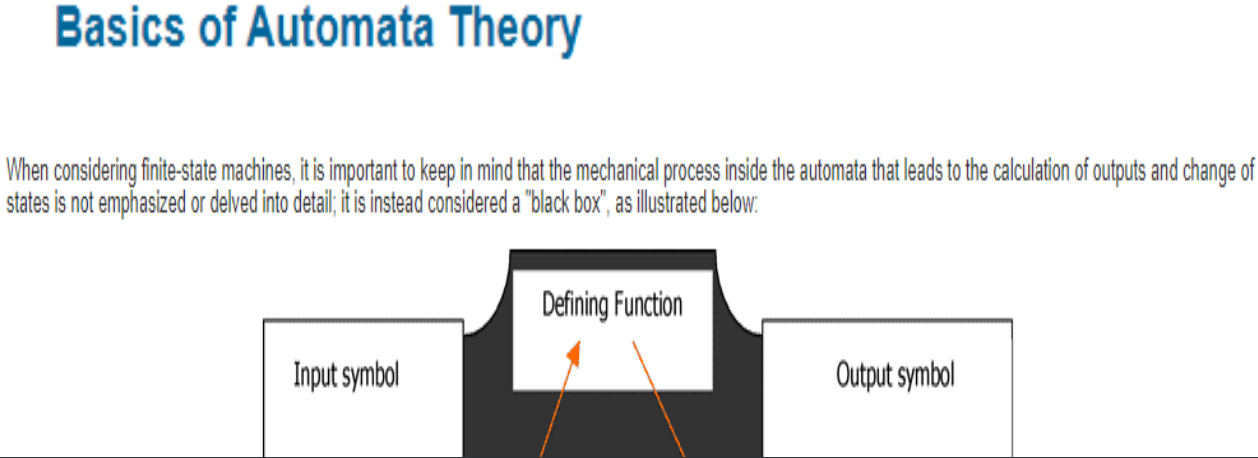 Basics of Automata Theory
When considering finite-state machines, it is important to keep in mind that the mechanical process inside the automata that leads to the calculation of outputs and change of
states is not emphasized or delved into detail; it is instead considered a "black box", as illustrated below:
Defining Function
Input symbol
Output symbol